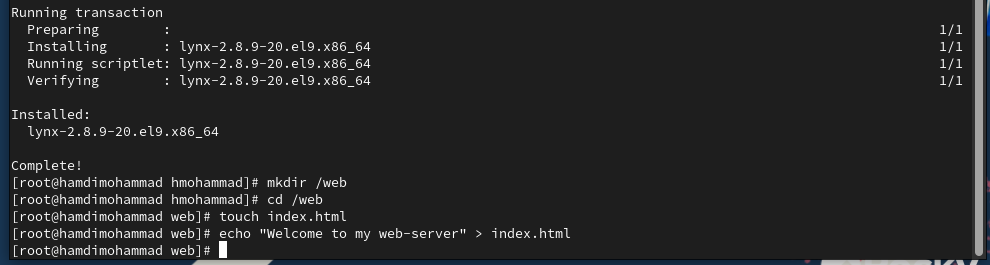 Running transaction
  Preparing        :                                                                                               1/1
  Installing       : lynx-2.8.9-20.el9.x86_64                                                                      1/1
  Running scriptlet: lynx-2.8.9-20.el9.x86_64                                                                      1/1
  Verifying        : lynx-2.8.9-20.el9.x86_64                                                                      1/1

Installed:
  lynx-2.8.9-20.el9.x86_64

Complete!
[root@hamdimohammad hmohammad]# mkdir /web
[root@hamdimohammad hmohammad]# cd /web
[root@hamdimohammad web]# touch index.html
[root@hamdimohammad web]# echo "Welcome to my web-server" > index.html
[root@hamdimohammad web]#